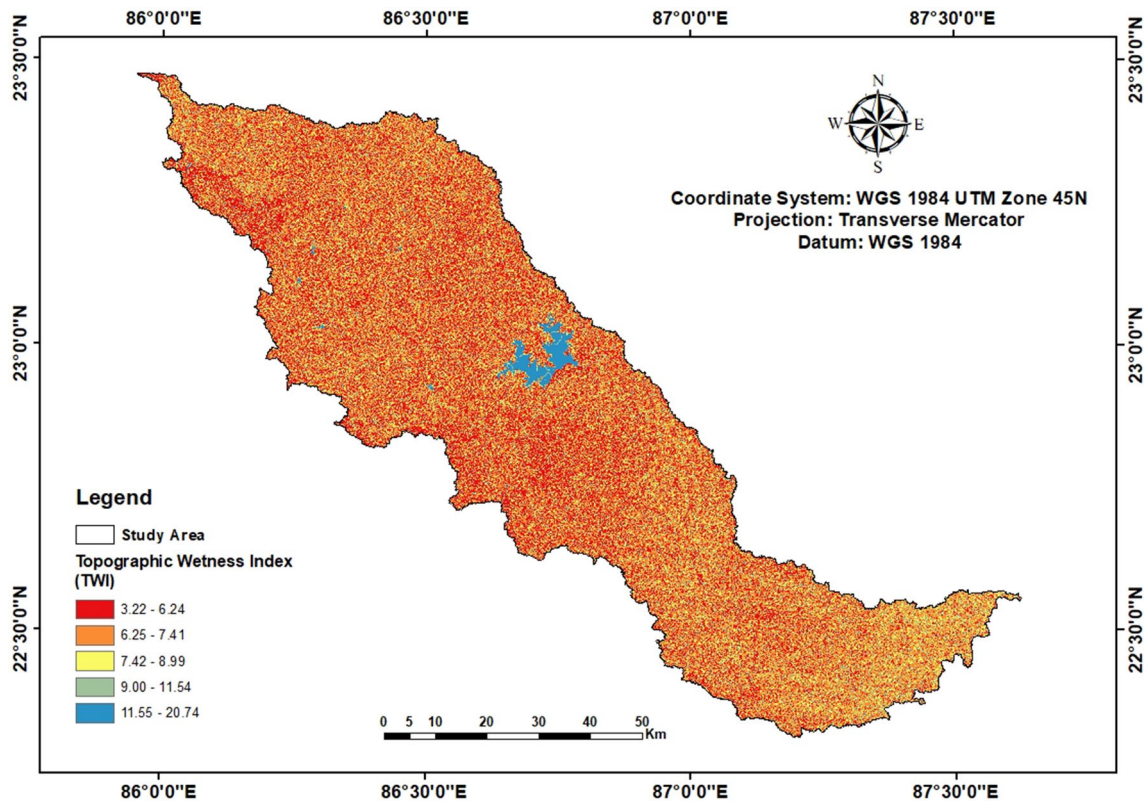 86°0'0"E 86°30'0"E 87°0'0"E 87°30'0"E
23°30'0"N 23°30'0"N
N
W E
S
Coordinate System: WGS 1984 UTM Zone 45N
Projection: Transverse Mercator
Datum: WGS 1984
23°0'0"N 23°0'0"N
Legend
Study Area
Topographic Wetness Index
(TWI)
3.22 - 6.24
6.25 - 7.41
7.42 - 8.99
9.00 - 11.54
11.55 - 20.74
22°30'0"N 22°30'0"N
0 5 10 20 30 40 50
Km
86°0'0"E 86°30'0"E 87°0'0"E 87°30'0"E